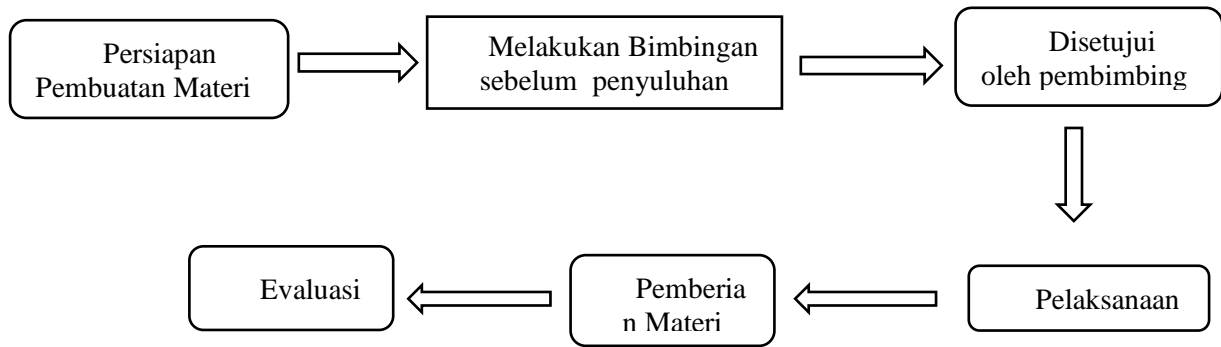 Persiapan
Pembuatan Materi
Melakukan Bimbingan
sebelum penyuluhan
Disetujui
oleh pembimbing
Evaluasi
Pemberia
n Materi
Pelaksanaan